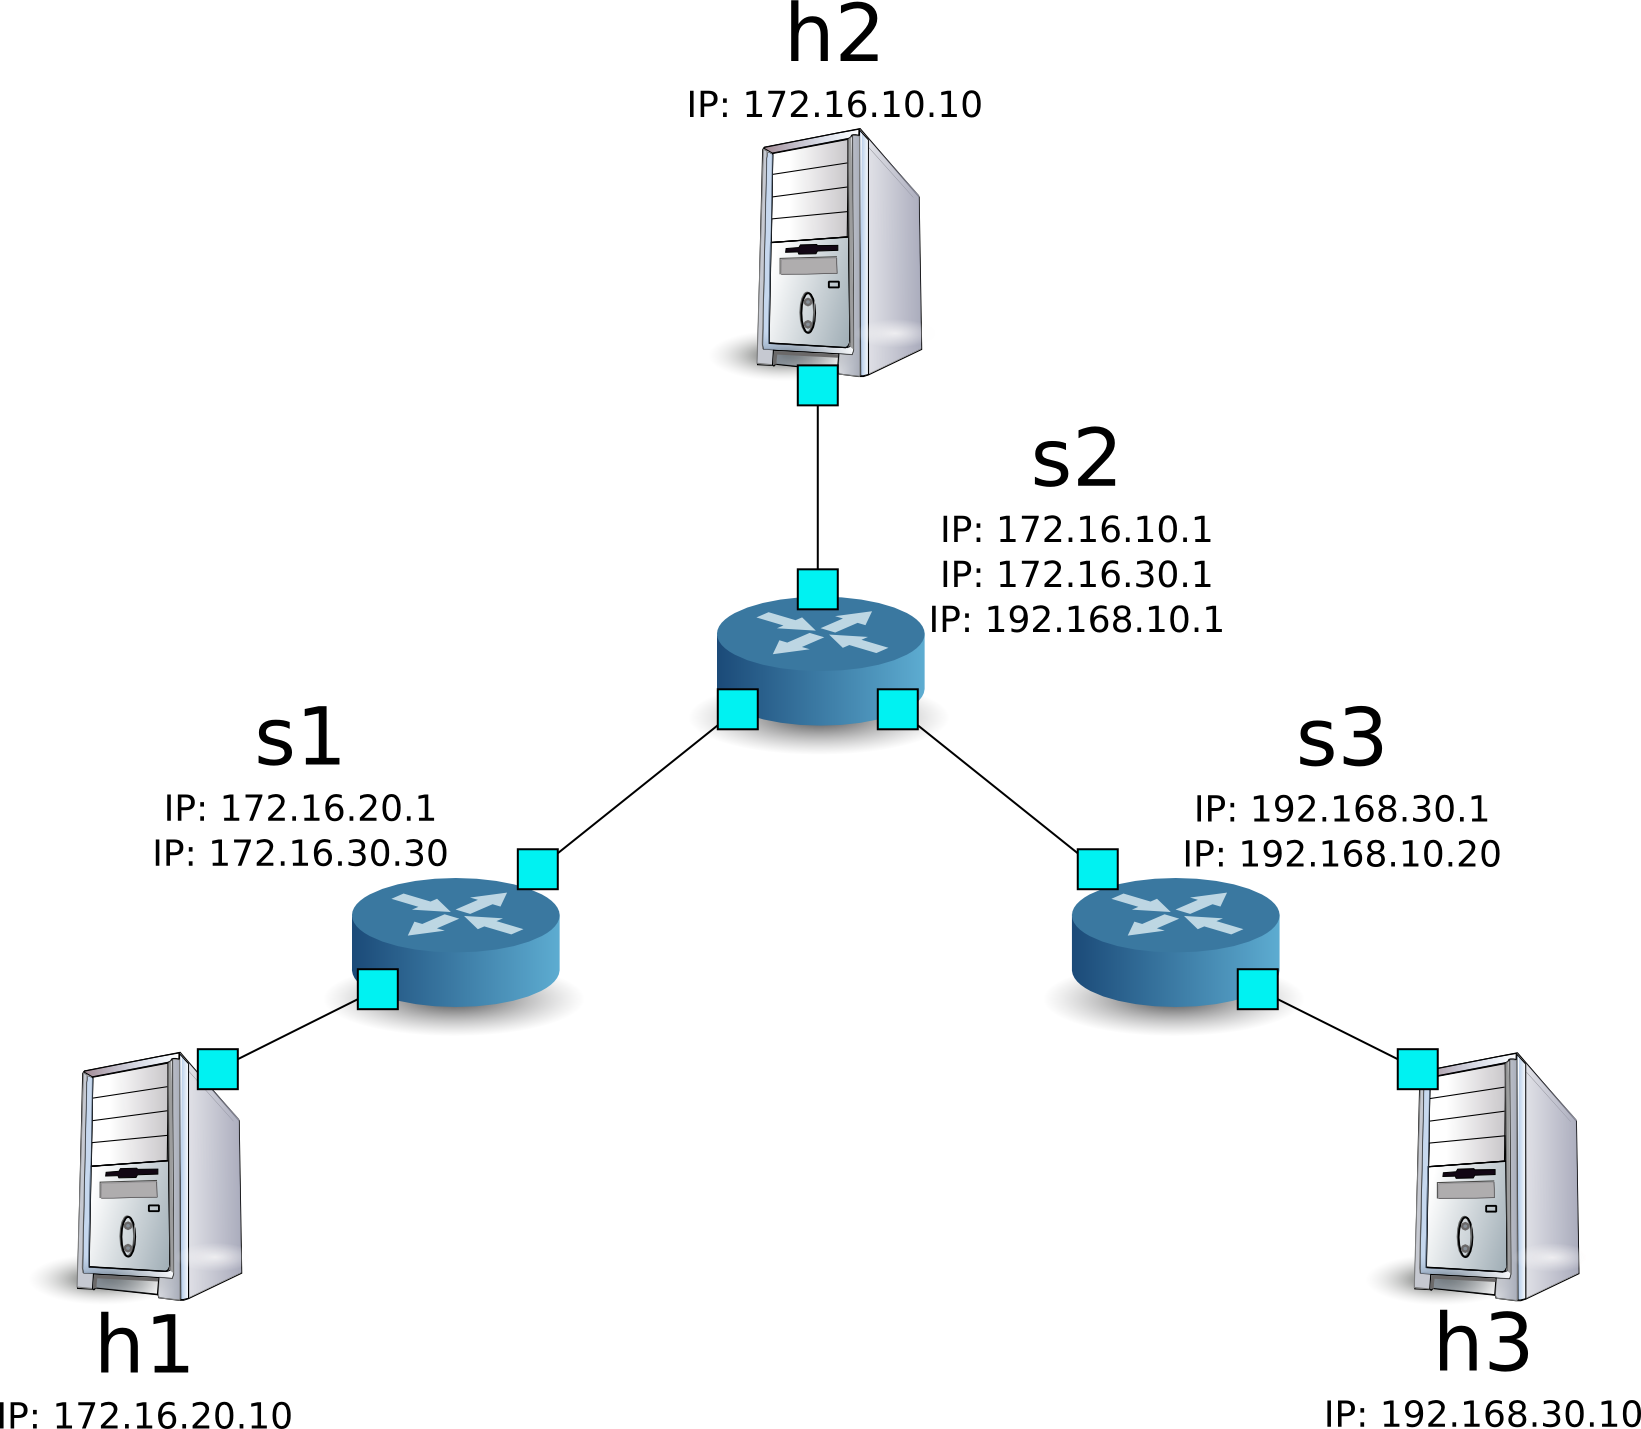 h2
IP: 172.16.10.10
s2
IP: 172.16.10.1
IP: 172.16.30.1
IP: 192.168.10.1
s1
IP: 172.16.20.1
IP: 172.16.30.30
s3
IP: 192.168.30.1
IP: 192.168.10.20
h1
IP: 172.16.20.10
h3
IP: 192.168.30.10